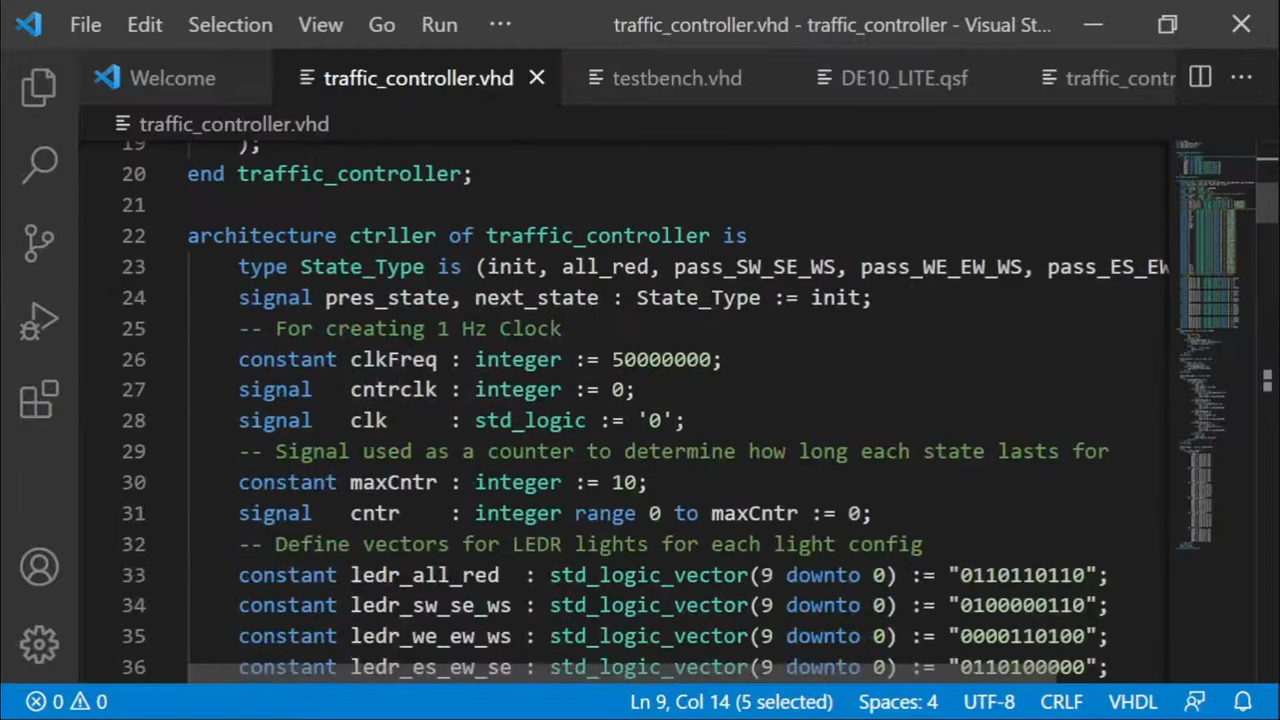 File Edit Selection View Go Run ··· traffic_controller.vhd - traffic_controller - Visual St...
Welcome traffic_controller.vhd testbench.vhd DE10_LITE.qsf traffic_contr
traffic_controller.vhd
19 );
20 end traffic_controller;
21
22 architecture ctrller of traffic_controller is
23 type State_Type is (init, all_red, pass_SW_SE_WS, pass_WE_EW_WS, pass_ES_EW
24 signal pres_state, next_state : State_Type := init;
25 -- For creating 1 Hz Clock
26 constant clkFreq : integer := 50000000;
27 signal cntrclk : integer := 0;
28 signal clk : std_logic := '0';
29 -- Signal used as a counter to determine how long each state lasts for
30 constant maxCntr : integer := 10;
31 signal cntr : integer range 0 to maxCntr := 0;
32 -- Define vectors for LEDR lights for each light config
33 constant ledr_all_red : std_logic_vector(9 downto 0) := "0110110110";
34 constant ledr_sw_se_ws : std_logic_vector(9 downto 0) := "0100000110";
35 constant ledr_we_ew_ws : std_logic_vector(9 downto 0) := "0000110100";
36 constant ledr_es_ew_se : std_logic_vector(9 downto 0) := "0110100000";
0 0 Ln 9, Col 14 (5 selected) Spaces: 4 UTF-8 CRLF VHDL